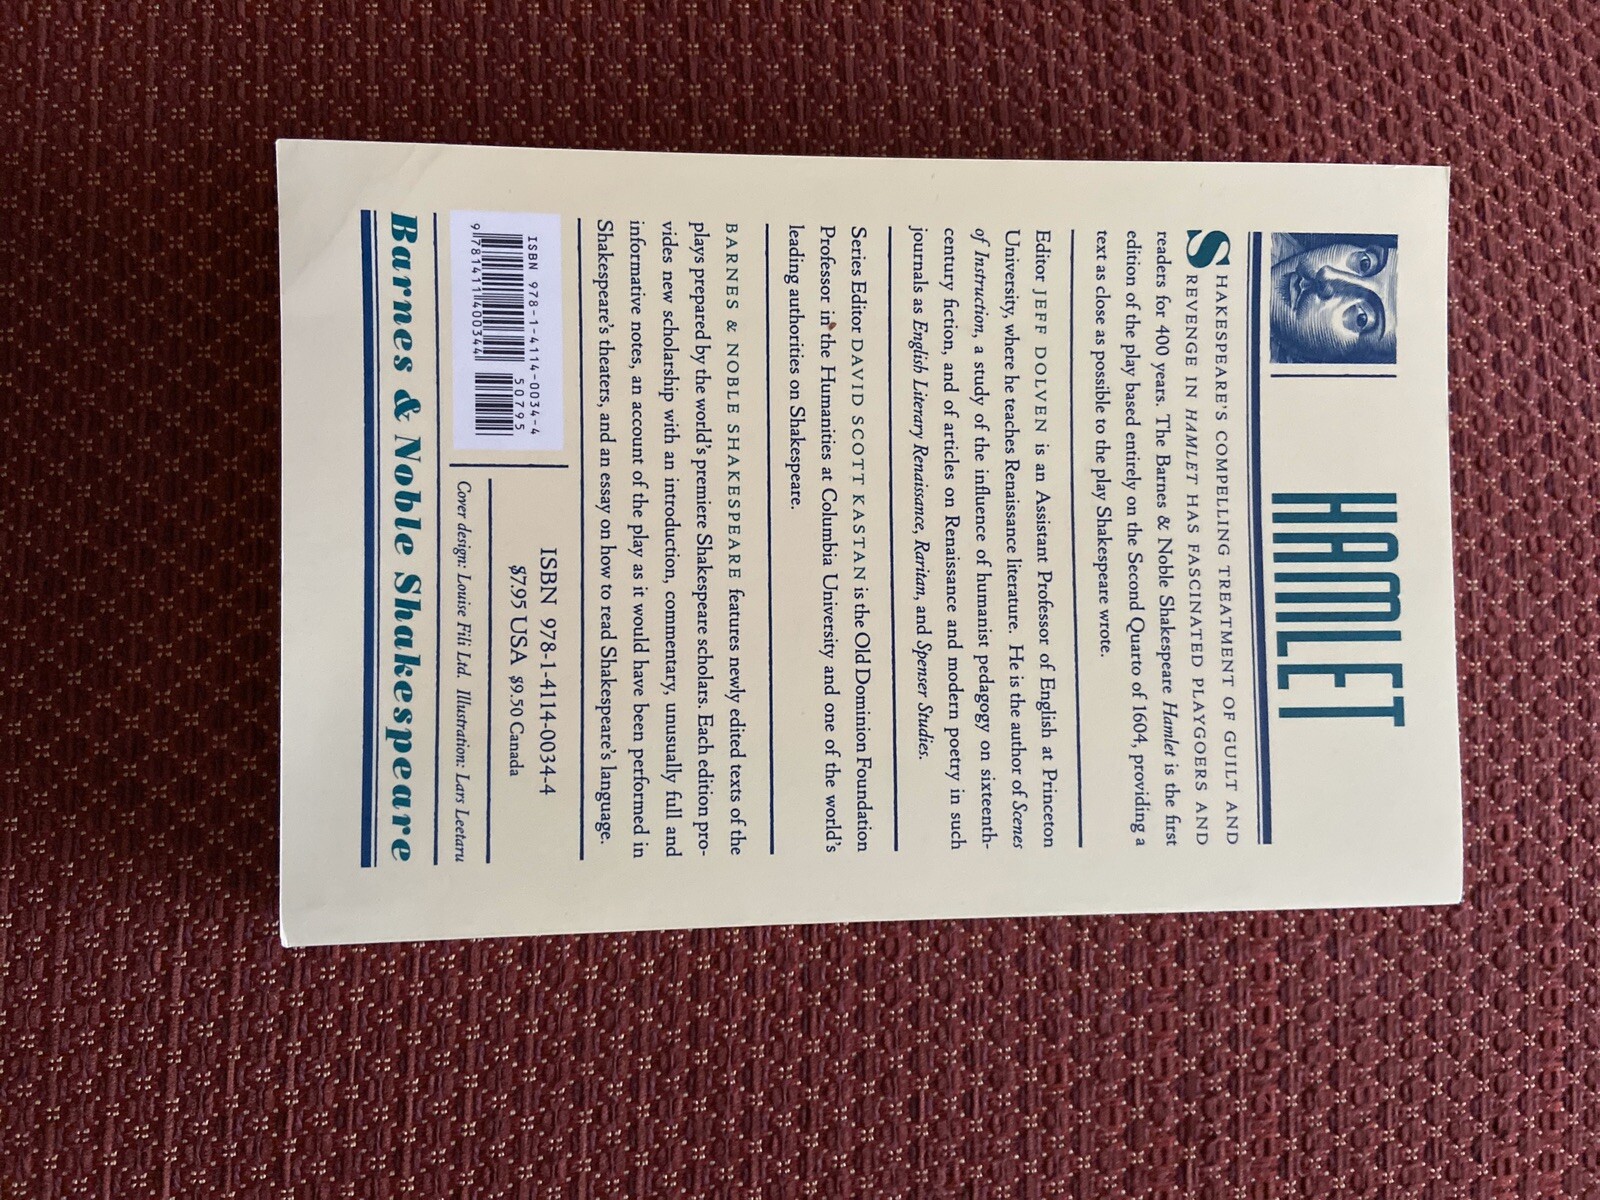 HAMLET
SHAKESPEARE'S COMPELLING TREATMENT OF GUILT AND
REVENGE IN HAMLET HAS FASCINATED PLAYGOERS AND
readers for 400 years. The Barnes & Noble Shakespeare Hamlet is the first
edition of the play based entirely on the Second Quarto of 1604, providing a
text as close as possible to the play Shakespeare wrote.
Editor JEFF DOLVEN is an Assistant Professor of English at Princeton
University, where he teaches Renaissance literature. He is the author of Scenes
of Instruction, a study of the influence of humanist pedagogy on sixteenth-
century fiction, and of articles on Renaissance and modern poetry in such
journals as English Literary Renaissance, Raritan, and Spenser Studies.
Series Editor DAVID SCOTT KASTAN is the Old Dominion Foundation
Professor in the Humanities at Columbia University and one of the world's
leading authorities on Shakespeare.
BARNES & NOBLE SHAKESPEARE features newly edited texts of the
plays prepared by the world's premiere Shakespeare scholars. Each edition pro-
vides new scholarship with an introduction, commentary, unusually full and
informative notes, an account of the play as it would have been performed in
Shakespeare's theaters, and an essay on how to read Shakespeare's language.
ISBN 978-1-4114-0034-4
50795
9781411400344
ISBN 978-1-4114-0034-4
$7.95 USA $9.50 Canada
Cover design: Louise Fili Ltd. Illustration: Lars Leetaru
Barnes & Noble Shakespeare